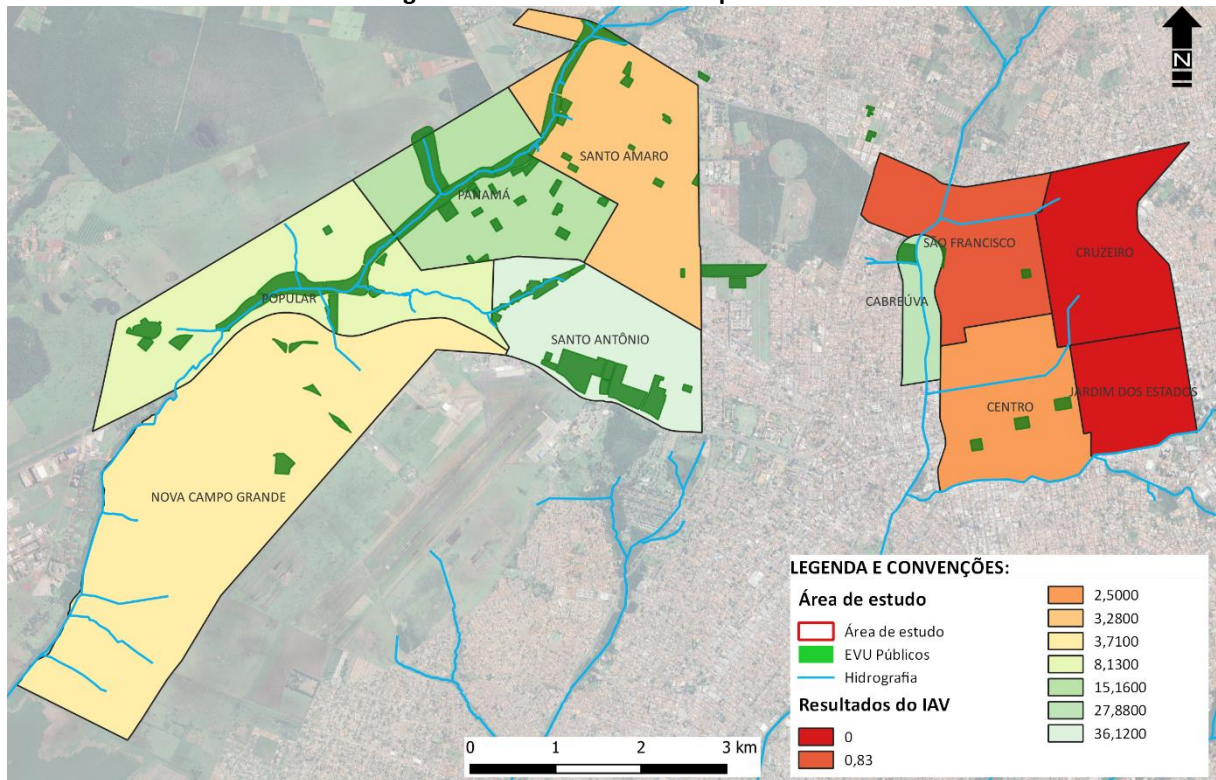 N
SANTO AMARO
PANAMÁ
SÃO FRANCISCO
CRUZEIRO
CABREÚVA
POPULAR
SANTO ANTÔNIO
JARDIM DOS ESTADOS
CENTRO
NOVA CAMPO GRANDE
LEGENDA E CONVENÇÕES:
Área de estudo
Área de estudo
EVU Públicos
Hidrografia
Resultados do IAV
0
0,83
2,5000
3,2800
3,7100
8,1300
15,1600
27,8800
36,1200
0 1 2 3 km